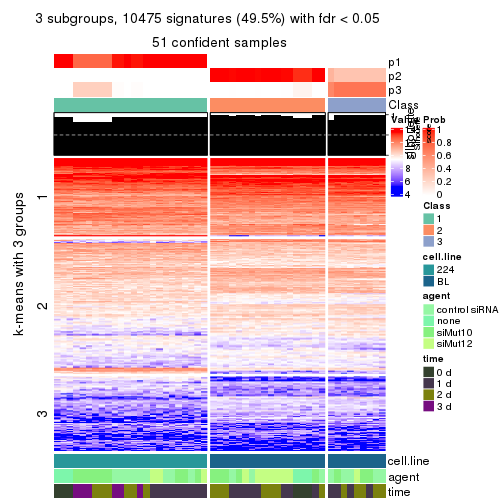 3 subgroups, 10475 signatures (49.5%) with fdr < 0.05
51 confident samples
p1
p2
p3
Class
Value
Prob
8
6
4
1
0.8
0.6
0.4
0.2
0
Class
1
2
3
cell.line
224
BL
agent
control siRNA
none
siMut10
siMut12
time
0 d
1 d
2 d
3 d
k-means with 3 groups
1
2
3
cell.line
agent
time